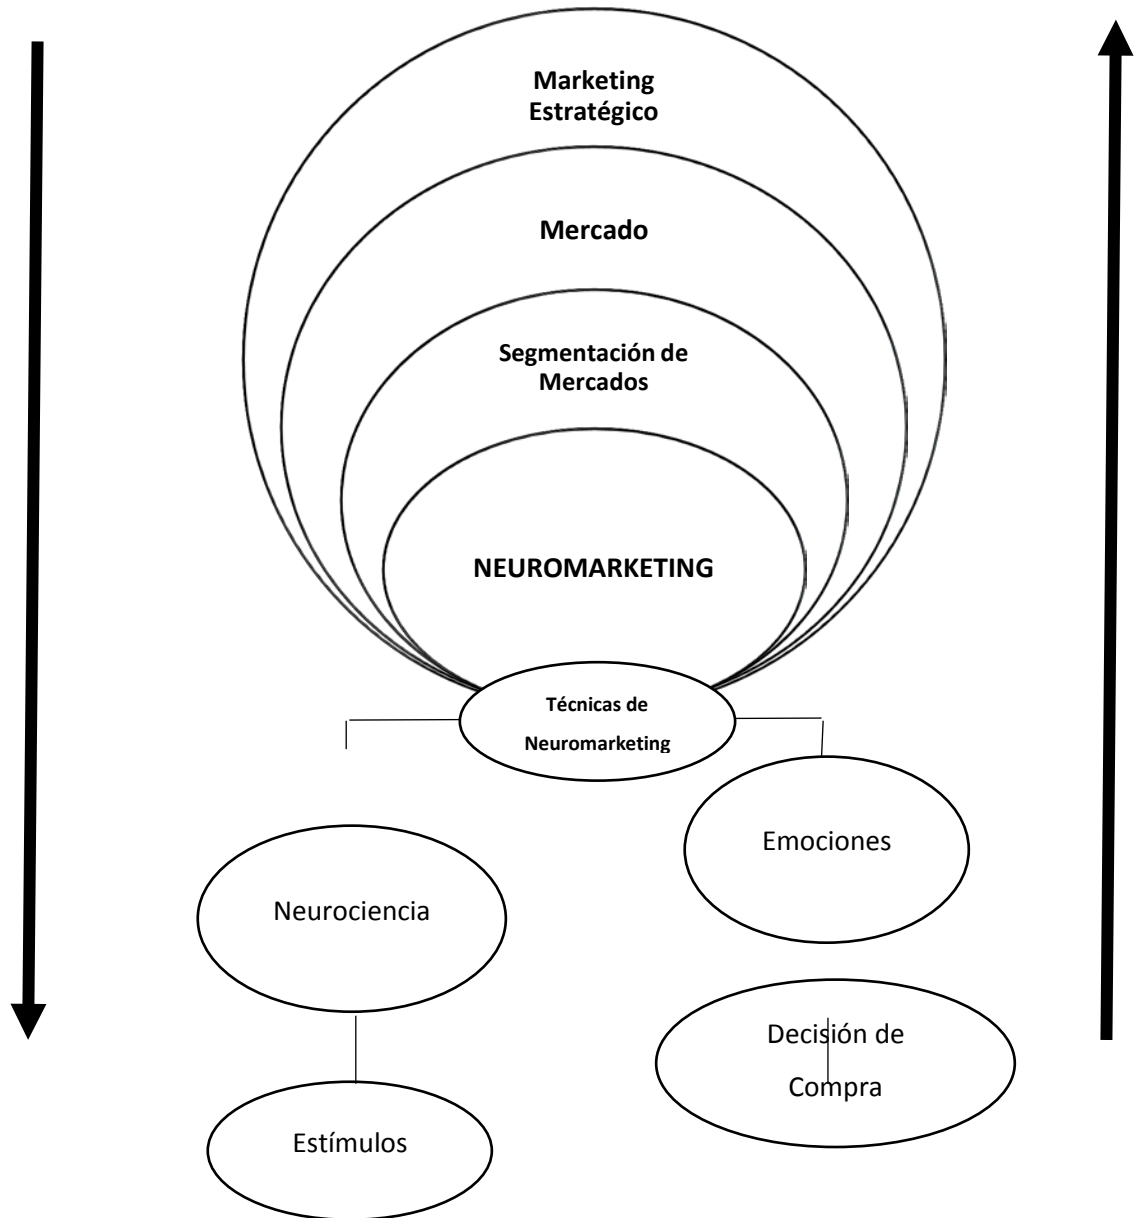 Marketing
Estratégico
Mercado
Segmentación de
Mercados
NEUROMARKETING
Técnicas de
Neuromarketing
Emociones
Neurociencia
Decisión de
Compra
Estímulos